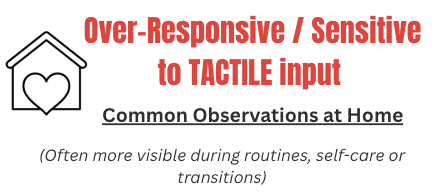 Over-Responsive / Sensitive
to TACTILE input
Common Observations at Home
(Often more visible during routines, self-care or
transitions)